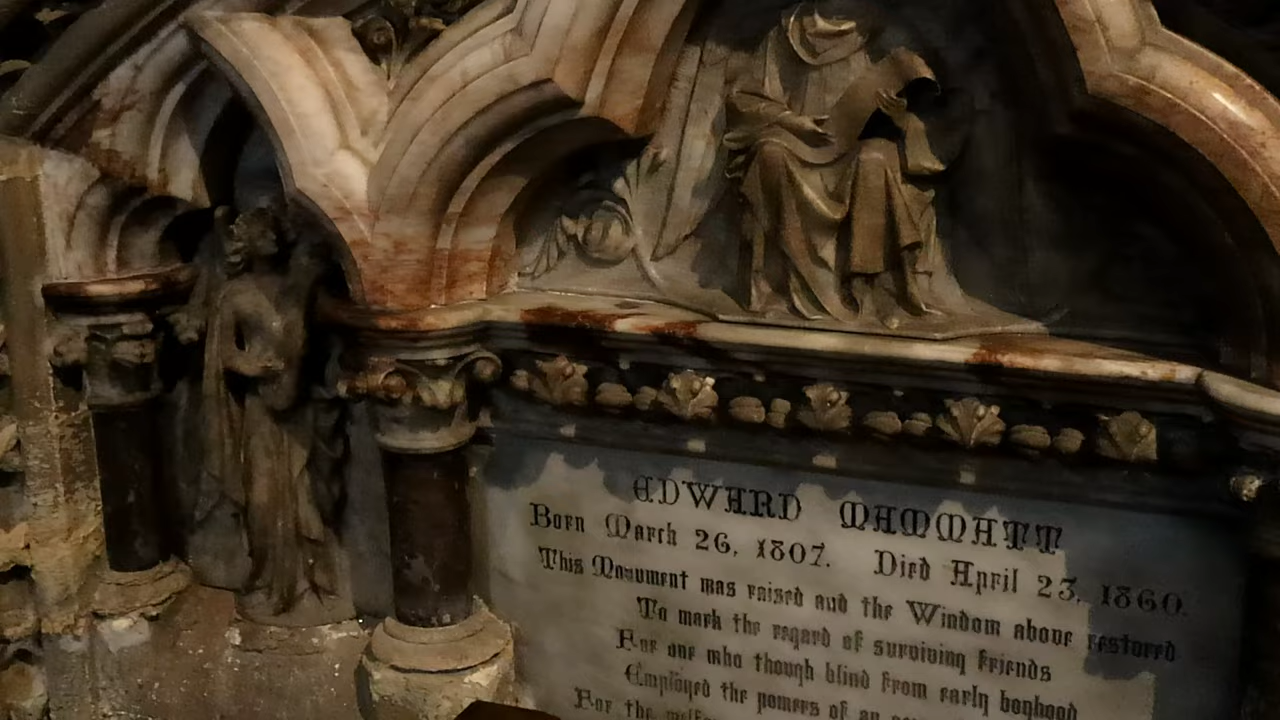 EDWARD MAMMATT
Born March 26, 1807. Died April 23, 1860.
This Monument was raised and the Window above restored
To mark the regard of surviving friends
For one who though blind from early boyhood
Employed the powers of an
For the